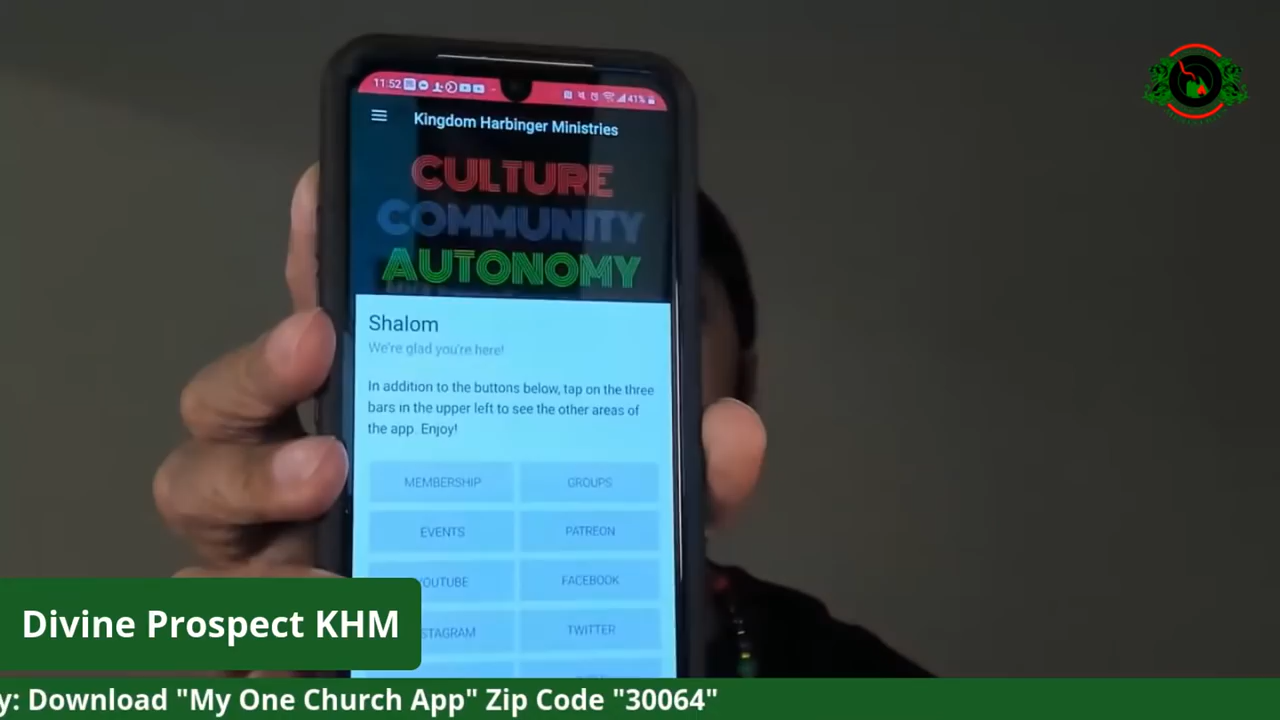 11:52
41%
Kingdom Harbinger Ministries
CULTURE
COMMUNITY
AUTONOMY
Shalom
We're glad you're here!
In addition to the buttons below, tap on the three
bars in the upper left to see the other areas of
the app. Enjoy!
MEMBERSHIP GROUPS
EVENTS PATREON
OUTUBE FACEBOOK
STAGRAM TWITTER
Divine Prospect KHM
y: Download "My One Church App" Zip Code "30064"